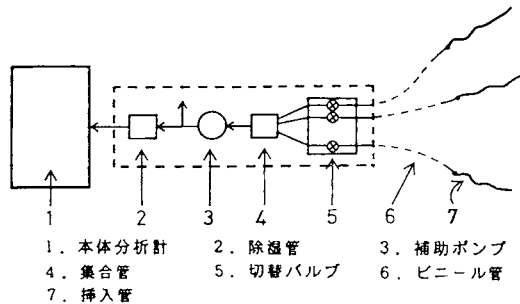 1 2 3 4 5 6 7
1．本体分析計 2．除湿管 3．補助ポンプ
4．集合管 5．切替バルブ 6．ビニール管
7．挿入管